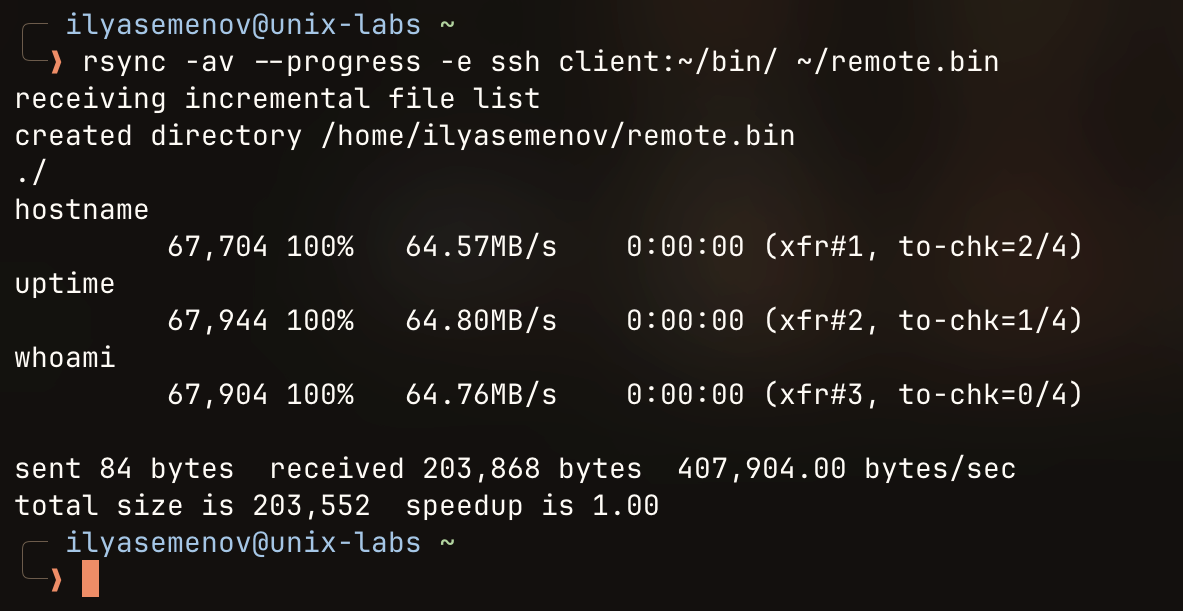 ilyasemenov@unix-labs ~
❱ rsync -av --progress -e ssh client:~/bin/ ~/remote.bin
receiving incremental file list
created directory /home/ilyasemenov/remote.bin
./
hostname
67,704 100% 64.57MB/s 0:00:00 (xfr#1, to-chk=2/4)
uptime
67,944 100% 64.80MB/s 0:00:00 (xfr#2, to-chk=1/4)
whoami
67,904 100% 64.76MB/s 0:00:00 (xfr#3, to-chk=0/4)
sent 84 bytes  received 203,868 bytes  407,904.00 bytes/sec
total size is 203,552  speedup is 1.00
ilyasemenov@unix-labs ~
❱